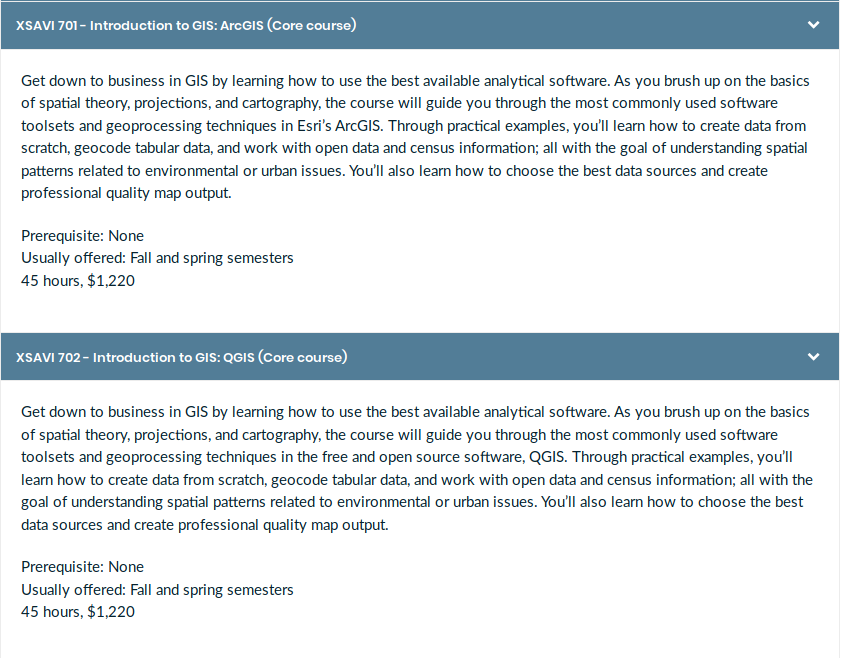 XSAVI 701 - Introduction to GIS: ArcGIS (Core course)
Get down to business in GIS by learning how to use the best available analytical software. As you brush up on the basics
of spatial theory, projections, and cartography, the course will guide you through the most commonly used software
toolsets and geoprocessing techniques in Esri’s ArcGIS. Through practical examples, you’ll learn how to create data from
scratch, geocode tabular data, and work with open data and census information; all with the goal of understanding spatial
patterns related to environmental or urban issues. You’ll also learn how to choose the best data sources and create
professional quality map output.
Prerequisite: None
Usually offered: Fall and spring semesters
45 hours, $1,220
XSAVI 702 - Introduction to GIS: QGIS (Core course)
Get down to business in GIS by learning how to use the best available analytical software. As you brush up on the basics
of spatial theory, projections, and cartography, the course will guide you through the most commonly used software
toolsets and geoprocessing techniques in the free and open source software, QGIS. Through practical examples, you’ll
learn how to create data from scratch, geocode tabular data, and work with open data and census information; all with the
goal of understanding spatial patterns related to environmental or urban issues. You’ll also learn how to choose the best
data sources and create professional quality map output.
Prerequisite: None
Usually offered: Fall and spring semesters
45 hours, $1,220